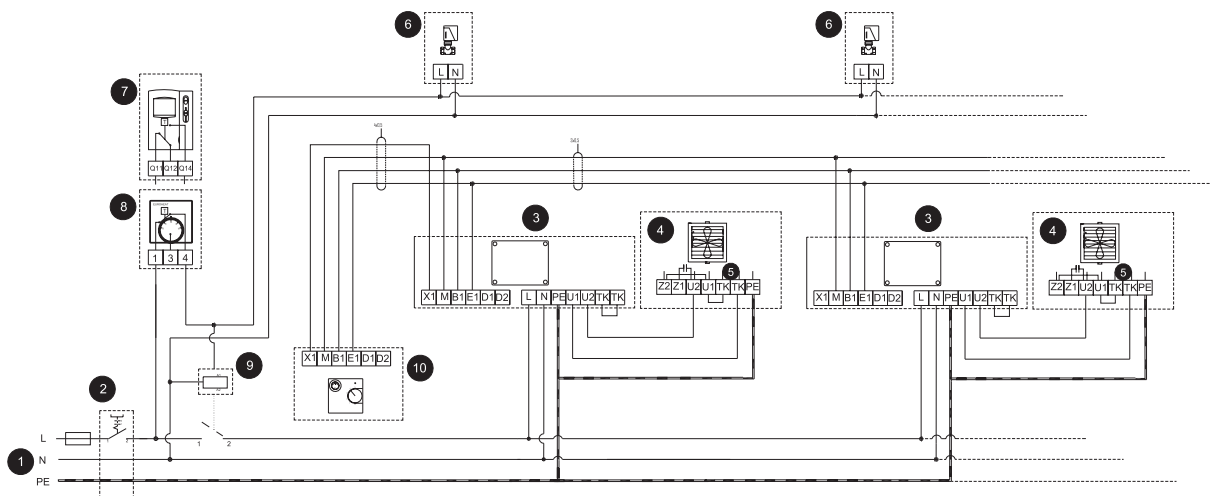 6
6
L N
L N
7
Q11 Q12 Q14
8
1 3 4
3
4
5
3
4
5
Z2 Z1 U2 U1 TK TK PE
Z2 Z1 U2 U1 TK TK PE
X1 M B1 E1 D1 D2
L N PE U1 U2 TK TK
X1 M B1 E1 D1 D2
L N PE U1 U2 TK TK
9
A1
A2
X1 M B1 E1 D1 D2
10
2
1 2
1
L
N
PE